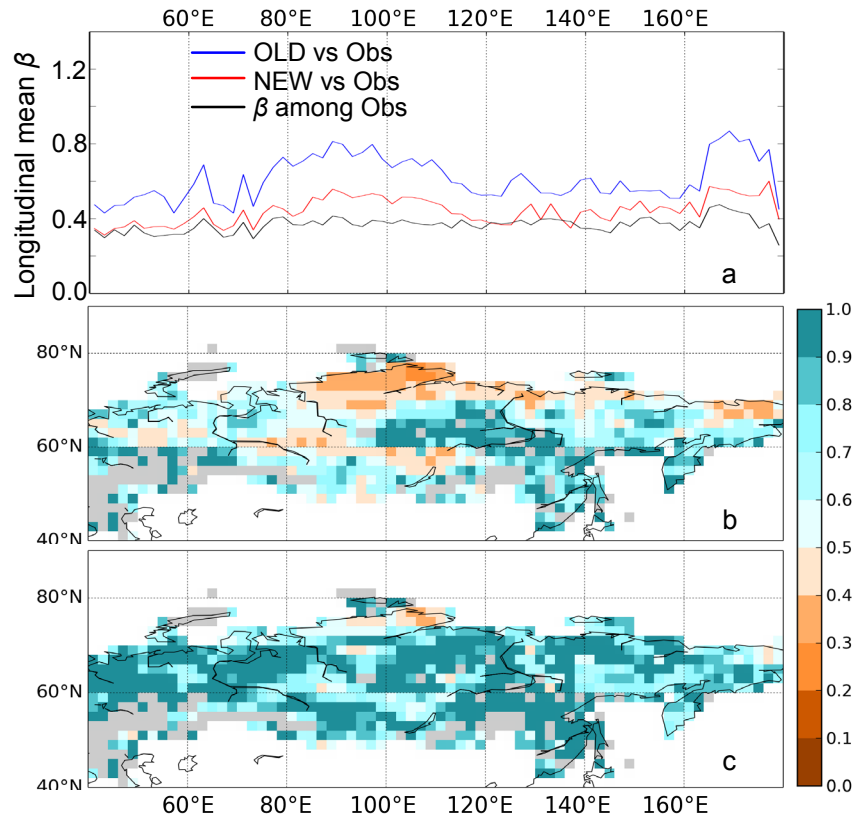 60°E 80°E 100°E 120°E 140°E 160°E
Longitudinal mean β
1.2
0.8
0.4
0.0
OLD vs Obs
NEW vs Obs
β among Obs
a
80°N
60°N
40°N
b
80°N
60°N
40°N
c
60°E 80°E 100°E 120°E 140°E 160°E
1.0
0.9
0.8
0.7
0.6
0.5
0.4
0.3
0.2
0.1
0.0